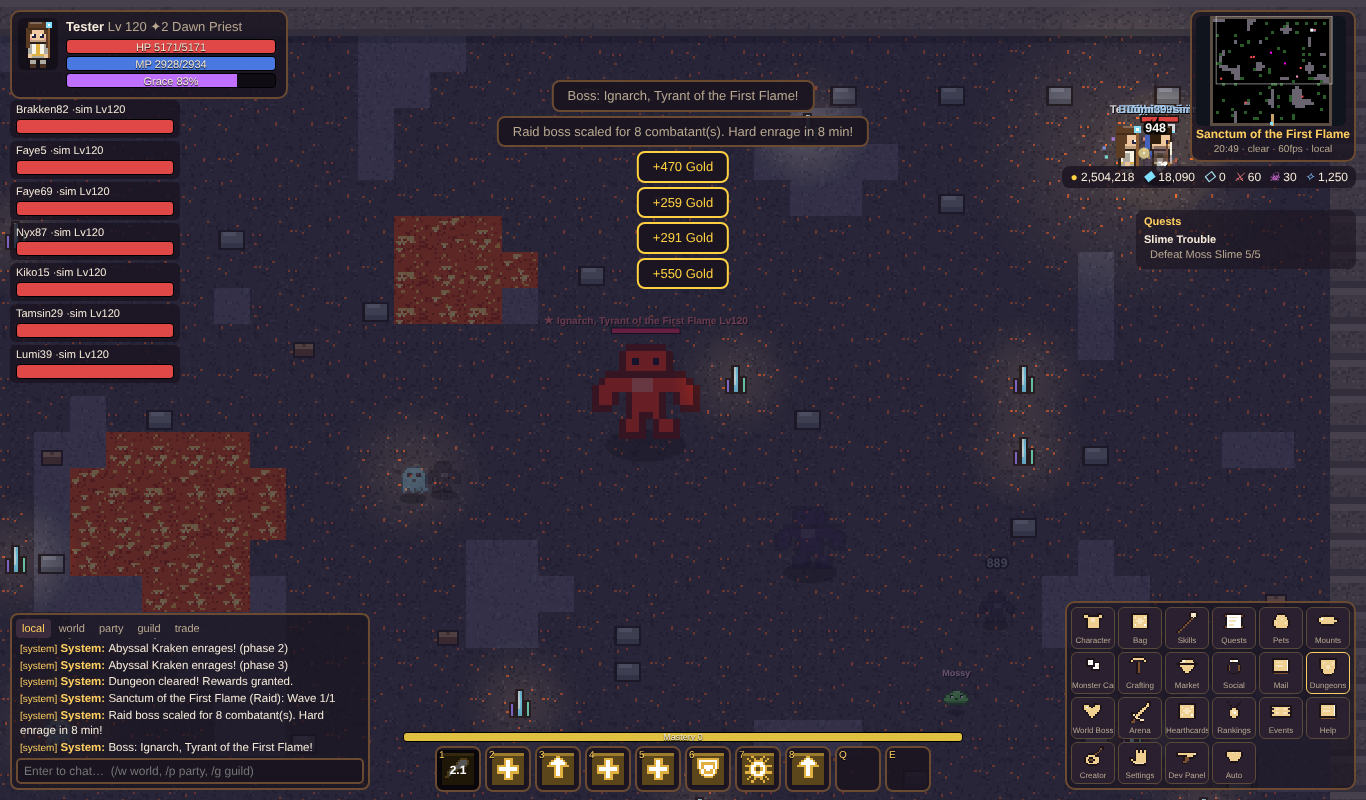 Tester Lv 120 ✦2 Dawn Priest
HP 5171/5171
MP 2928/2934
Grace 83%
Brakken82 ·sim Lv120
Faye5 ·sim Lv120
Faye69 ·sim Lv120
Nyx87 ·sim Lv120
Kiko15 ·sim Lv120
Tamsin29 ·sim Lv120
Lumi39 ·sim Lv120
Boss: Ignarch, Tyrant of the First Flame!
Raid boss scaled for 8 combatant(s). Hard enrage in 8 min!
+470 Gold
+259 Gold
+291 Gold
+550 Gold
★ Ignarch, Tyrant of the First Flame Lv120
948
Sanctum of the First Flame
20:49 · clear · 60fps · local
2,504,218 18,090 0 60 30 1,250
Quests
Slime Trouble
Defeat Moss Slime 5/5
889
Mossy
local world party guild trade
[system] System: Abyssal Kraken enrages! (phase 2)
[system] System: Abyssal Kraken enrages! (phase 3)
[system] System: Dungeon cleared! Rewards granted.
[system] System: Sanctum of the First Flame (Raid): Wave 1/1
[system] System: Raid boss scaled for 8 combatant(s). Hard
enrage in 8 min!
[system] System: Boss: Ignarch, Tyrant of the First Flame!
Enter to chat… (/w world, /p party, /g guild)
Mastery 0
1 2 3 4 5 6 7 8 Q E
2.1
Character Bag Skills Quests Pets Mounts
Monster Ca Crafting Market Social Mail Dungeons
World Boss Arena Hearthcards Rankings Events Help
Creator Settings Dev Panel Auto